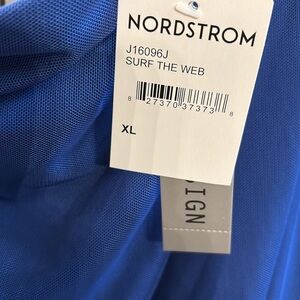 NORDSTROM
J16096J
SURF THE WEB
8 27370 37373 8
XL
SIGN